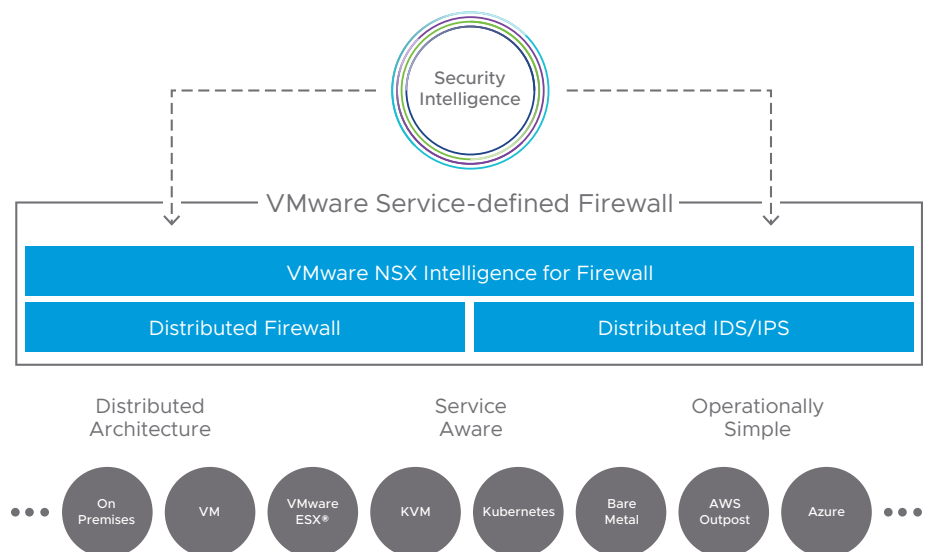 Security
Intelligence
VMware Service-defined Firewall
VMware NSX Intelligence for Firewall
Distributed Firewall
Distributed IDS/IPS
Distributed
Architecture
Service
Aware
Operationally
Simple
On
Premises
VM
VMware
ESX®
KVM
Kubernetes
Bare
Metal
AWS
Outpost
Azure